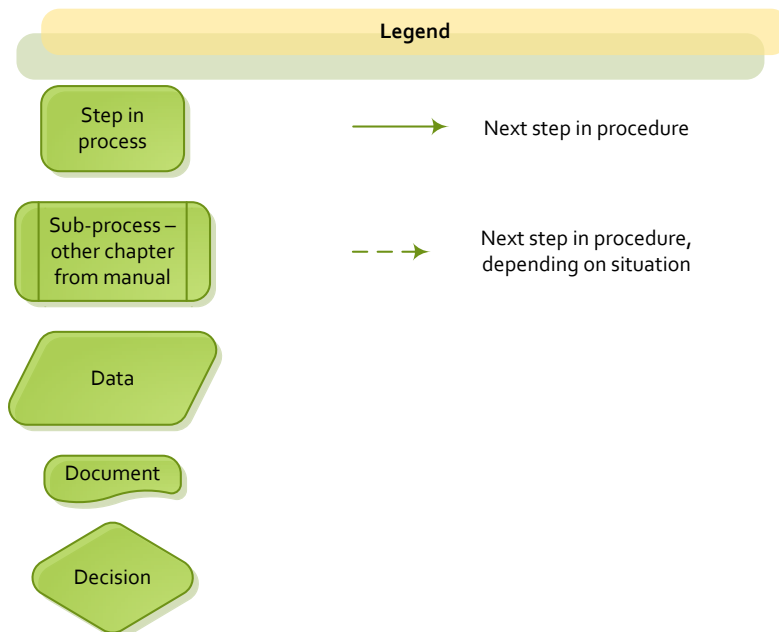 Legend
Step in
process
Next step in procedure
Sub-process –
other chapter
from manual
Next step in procedure,
depending on situation
Data
Document
Decision